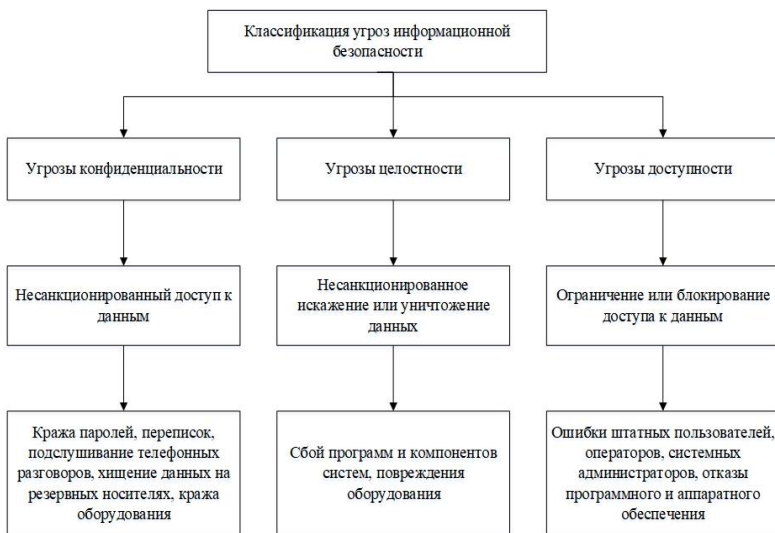 Классификация угроз информационной
безопасности
Угрозы конфиденциальности
Угрозы целостности
Угрозы доступности
Несанкционированный доступ к
данным
Несанкционированное
искажение или уничтожение
данных
Ограничение или блокирование
доступа к данным
Кража паролей, переписок,
подслушивание телефонных
разговоров, хищение данных на
резервных носителях, кража
оборудования
Сбой программ и компонентов
систем, повреждения
оборудования
Ошибки штатных пользователей,
операторов, системных
администраторов, отказы
программного и аппаратного
обеспечения